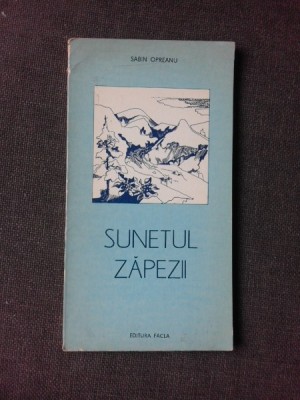 SABIN OPREANU
SUNETUL
ZĂPEZII
EDITURA FACLA